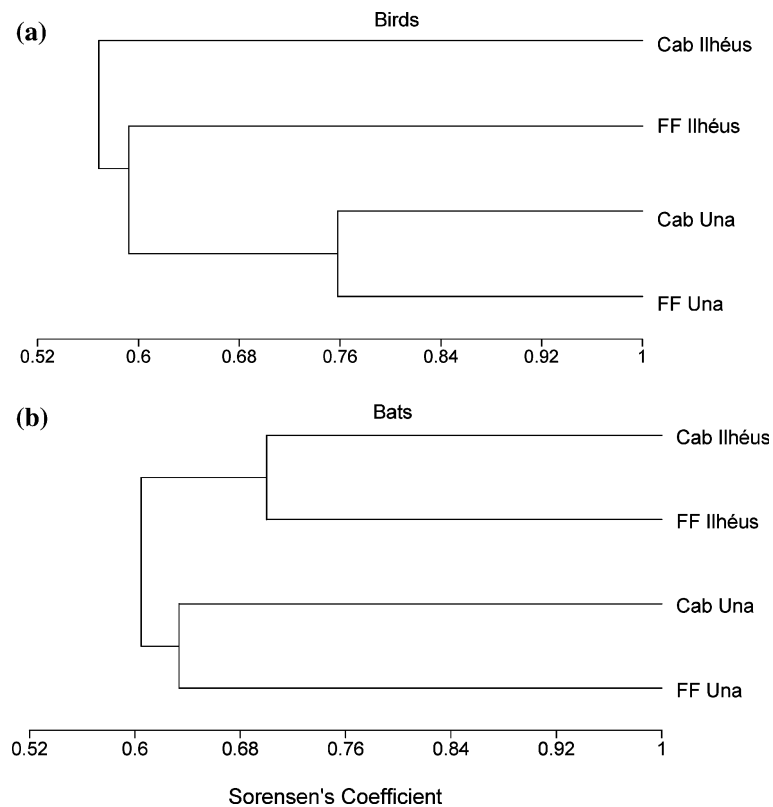 (a)
Birds
Cab Ilhéus
FF Ilhéus
Cab Una
FF Una
0.52 0.6 0.68 0.76 0.84 0.92 1
(b)
Bats
Cab Ilhéus
FF Ilhéus
Cab Una
FF Una
0.52 0.6 0.68 0.76 0.84 0.92 1
Sorensen's Coefficient